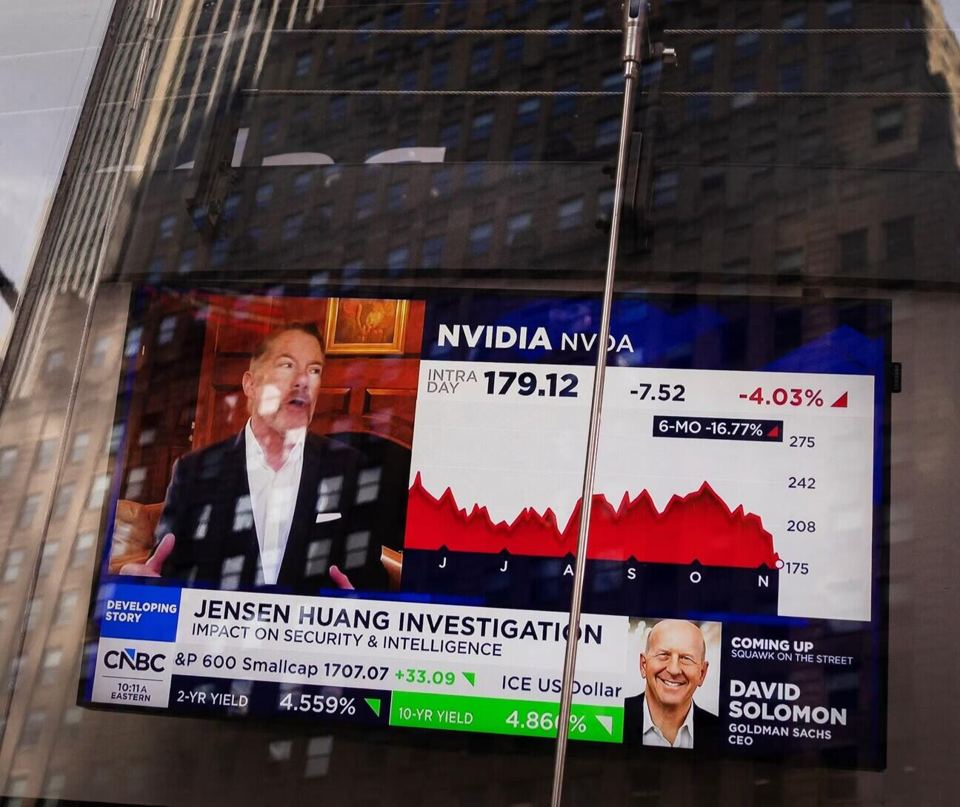 NVIDIA NVDA
INTRA DAY 179.12 -7.52 -4.03%
6-MO -16.77%
275
242
208
175
J J A S O N
DEVELOPING STORY
JENSEN HUANG INVESTIGATION
IMPACT ON SECURITY & INTELLIGENCE
CNBC
10:11A
EASTERN
&P 600 Smallcap 1707.07 +33.09 ICE US Dollar
2-YR YIELD 4.559% 10-YR YIELD 4.860%
COMING UP
SQUAWK ON THE STREET
DAVID
SOLOMON
GOLDMAN SACHS
CEO